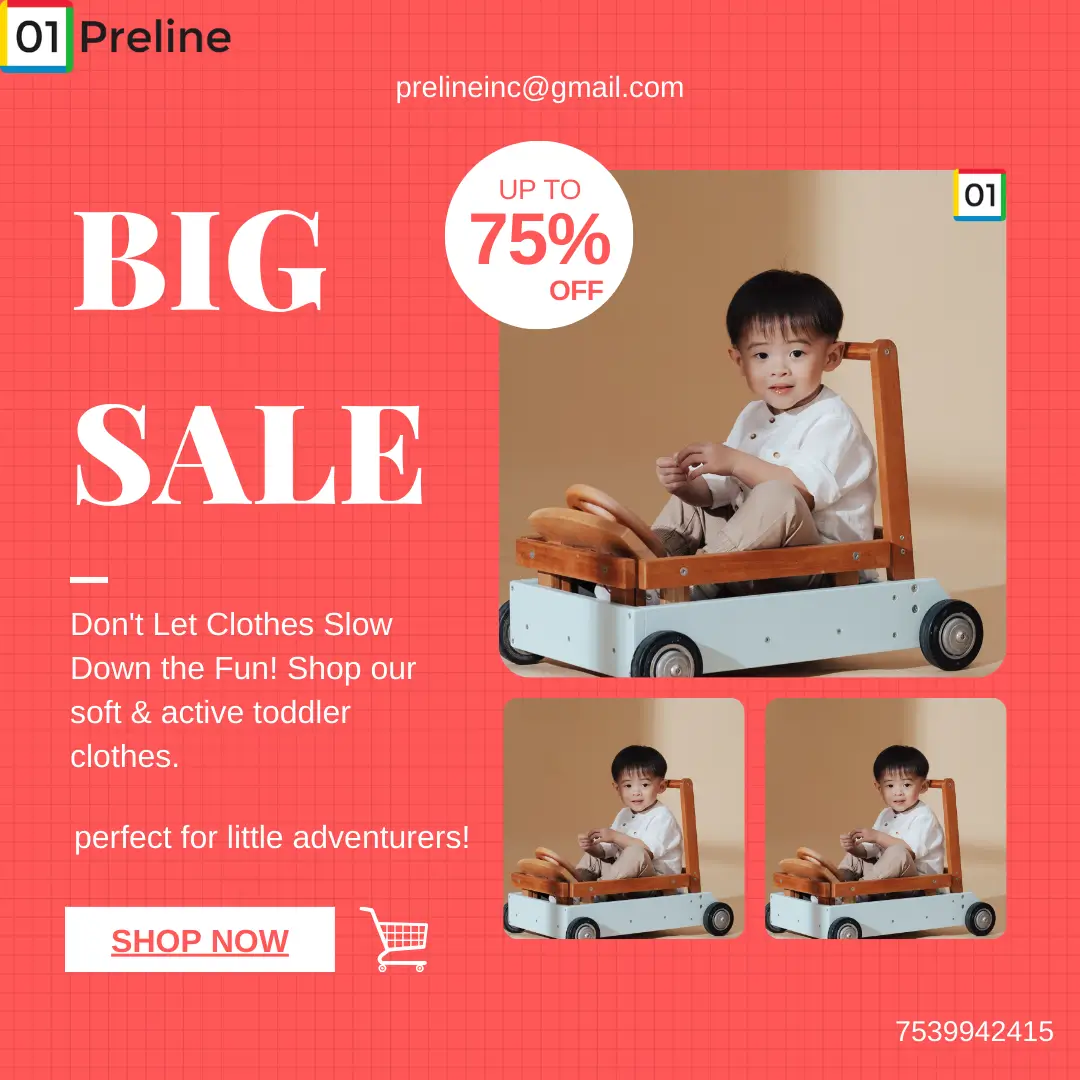 01 Preline
prelineinc@gmail.com
UP TO
75%
OFF
01
BIG
SALE
Don't Let Clothes Slow
Down the Fun! Shop our
soft & active toddler
clothes.
perfect for little adventurers!
SHOP NOW
7539942415